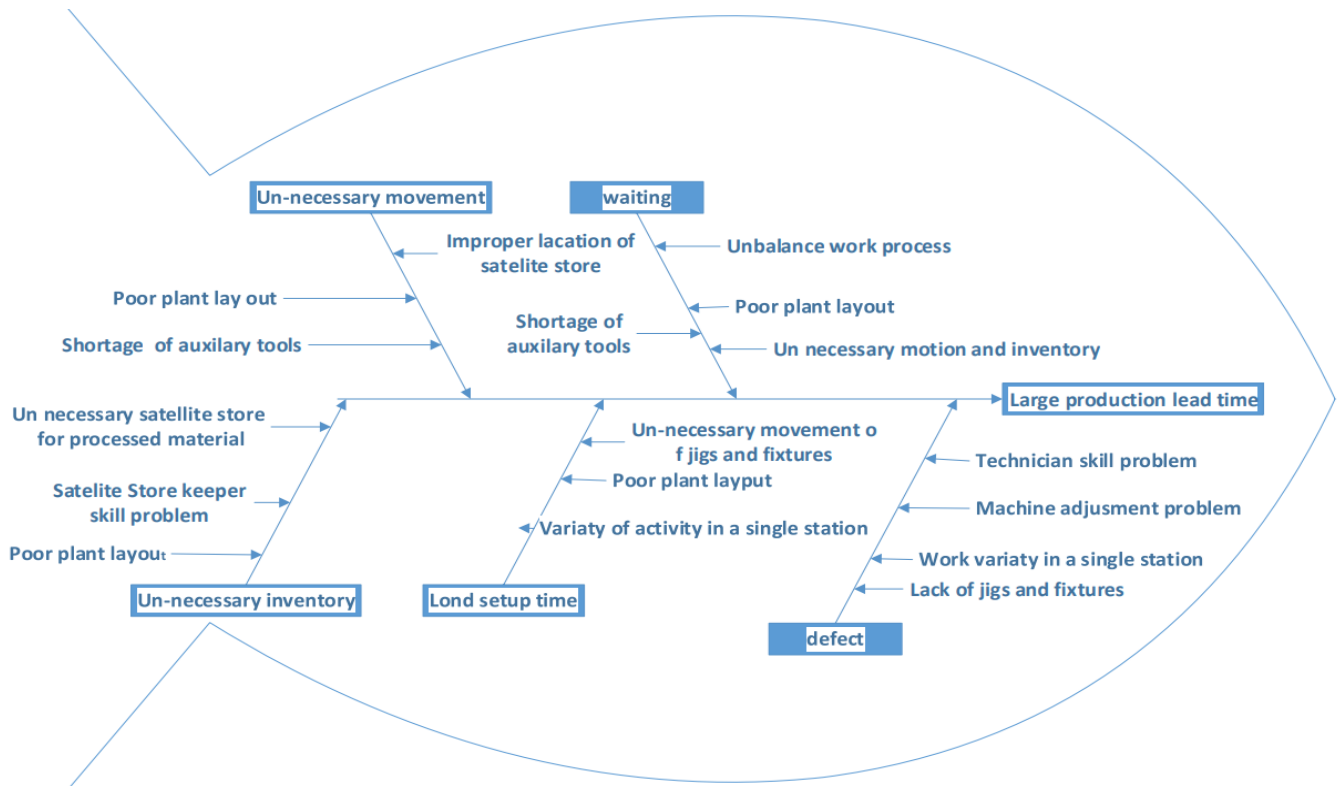 Un-necessary movement
waiting
Improper lacation of
satelite store
Unbalance work process
Poor plant lay out
Poor plant layout
Shortage of
auxilary tools
Shortage of auxilary tools
Un necessary motion and inventory
Large production lead time
Un necessary satellite store
for processed material
Un-necessary movement o
f jigs and fixtures
Technician skill problem
Poor plant layput
Satelite Store keeper
skill problem
Machine adjusment problem
Variaty of activity in a single station
Poor plant layout
Work variaty in a single station
Lack of jigs and fixtures
Un-necessary inventory
Lond setup time
defect